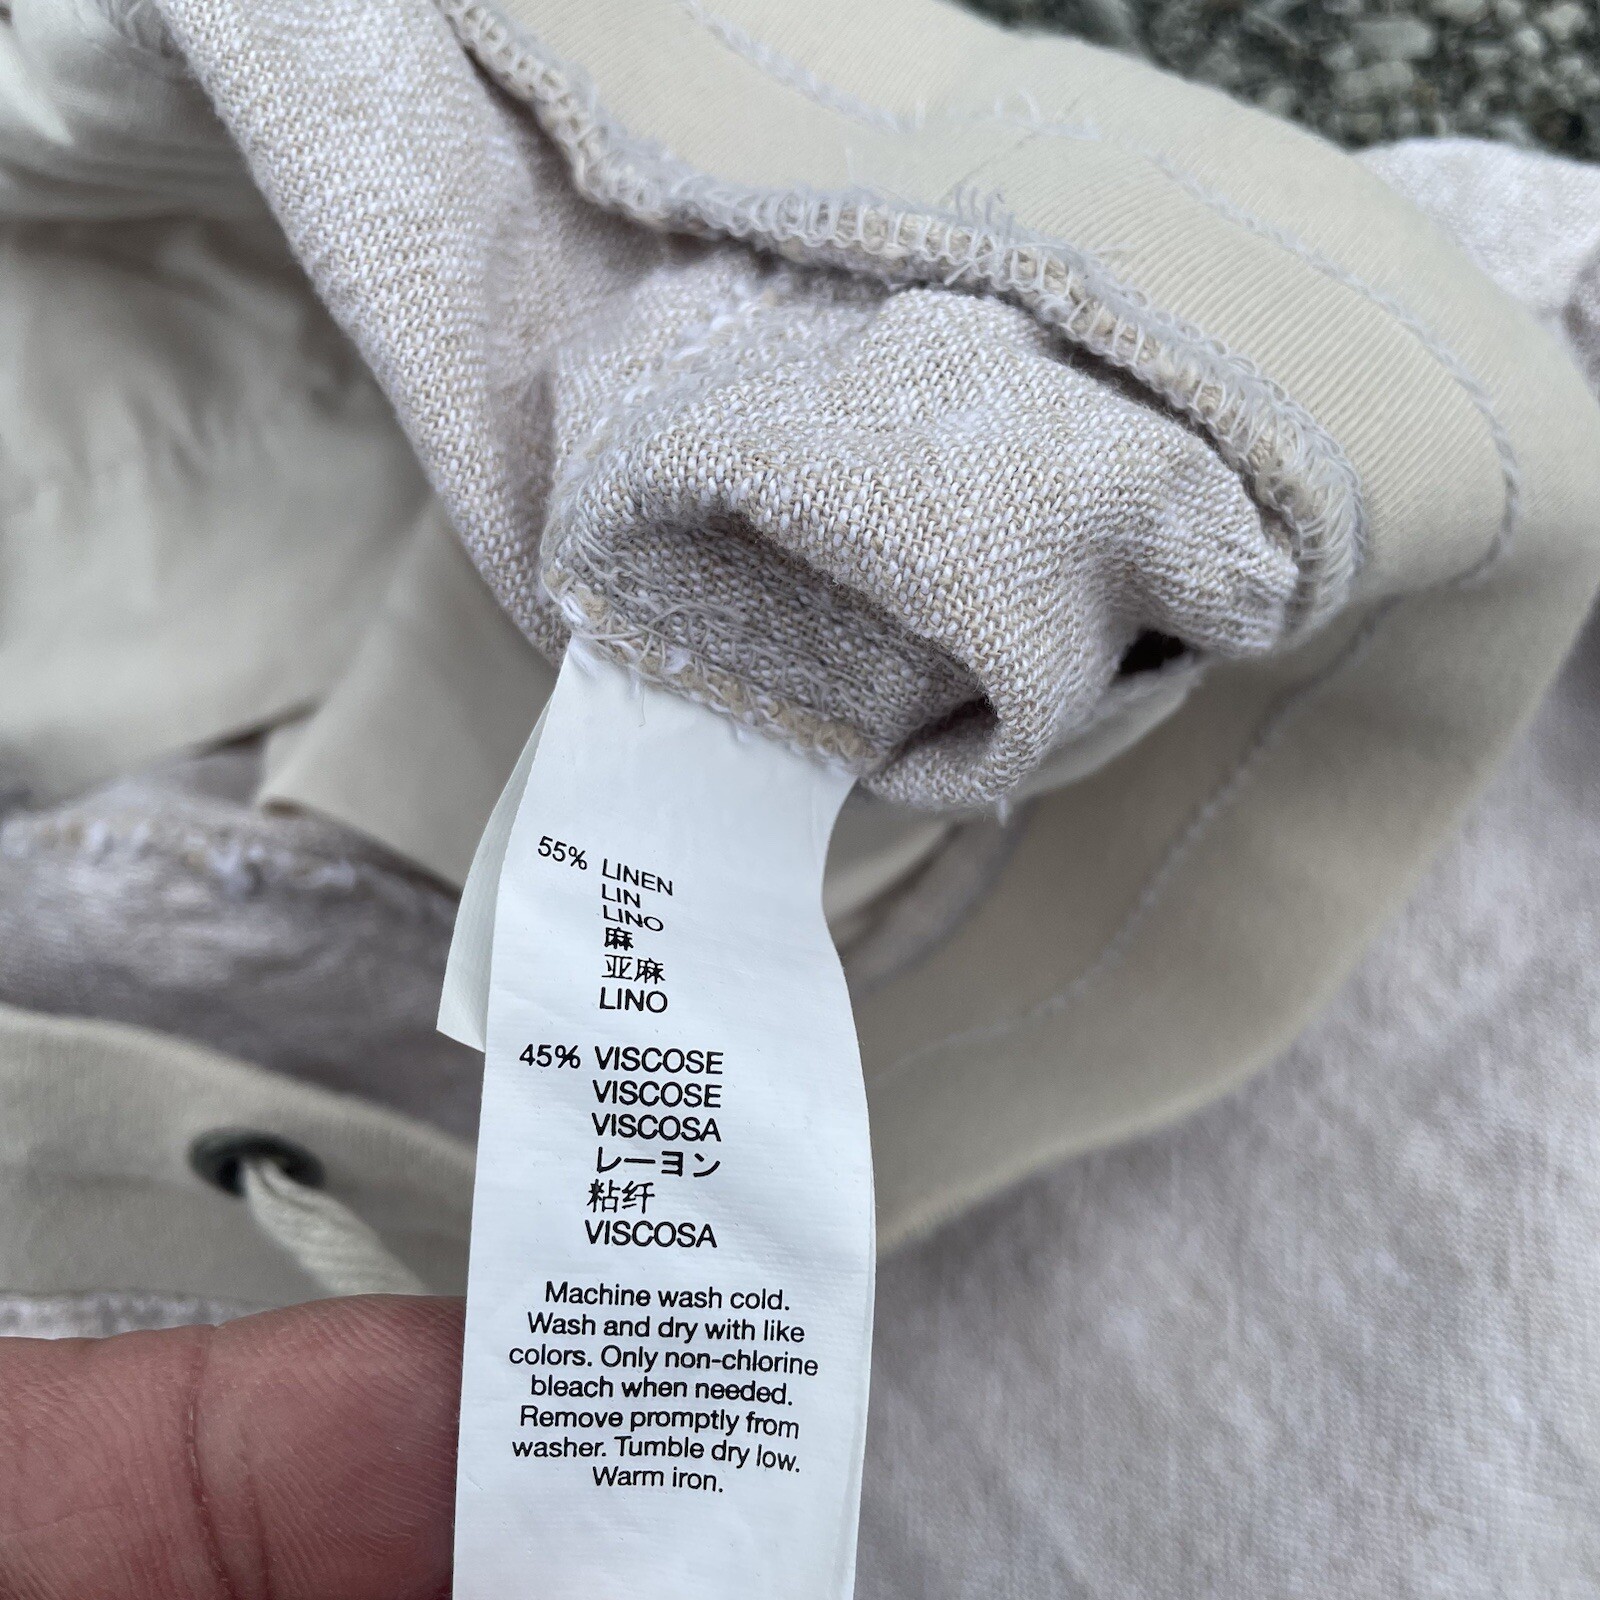 55% LINEN
LIN
LINO
麻
亚麻
LINO
45% VISCOSE
VISCOSE
VISCOSA
レーヨン
粘纤
VISCOSA
Machine wash cold.
Wash and dry with like
colors. Only non-chlorine
bleach when needed.
Remove promptly from
washer. Tumble dry low.
Warm iron.